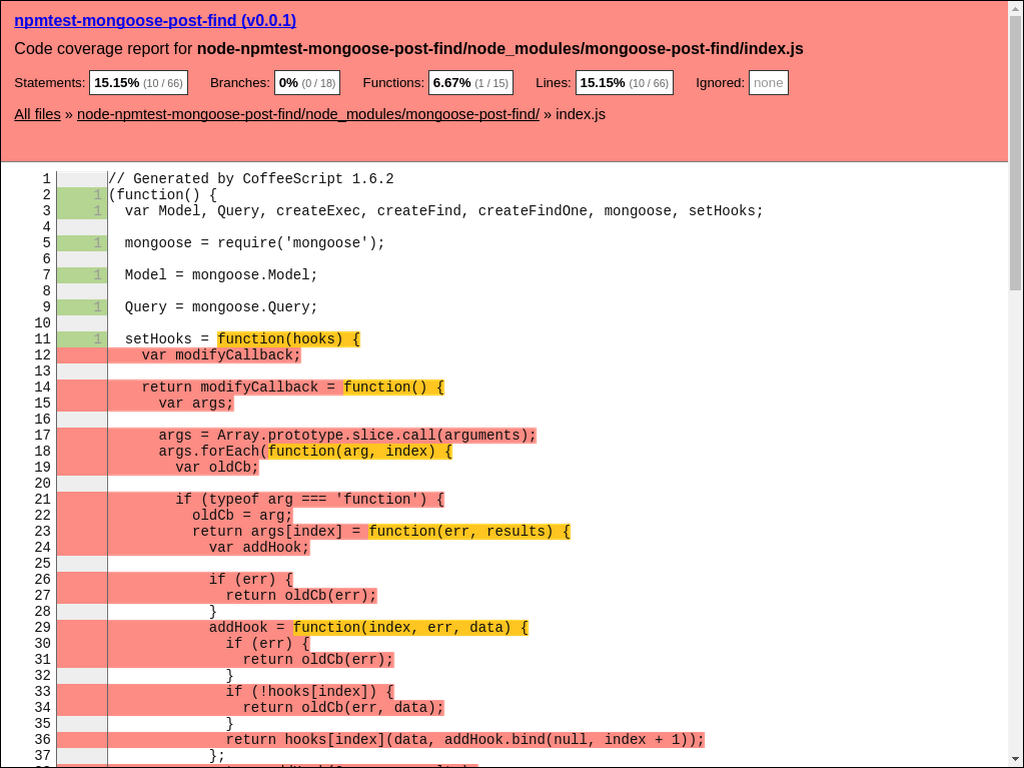 npmtest-mongoose-post-find (v0.0.1)
Code coverage report for node-npmtest-mongoose-post-find/node_modules/mongoose-post-find/index.js
Statements: 15.15% (10 / 66) Branches: 0% (0 / 18) Functions: 6.67% (1 / 15) Lines: 15.15% (10 / 66) Ignored: none
All files » node-npmtest-mongoose-post-find/node_modules/mongoose-post-find/ » index.js
1 // Generated by CoffeeScript 1.6.2
2 1 (function() {
3 1 var Model, Query, createExec, createFind, createFindOne, mongoose, setHooks;
4
5 1 mongoose = require('mongoose');
6
7 1 Model = mongoose.Model;
8
9 1 Query = mongoose.Query;
10
11 1 setHooks = function(hooks) {
12 var modifyCallback;
13
14 return modifyCallback = function() {
15 var args;
16
17 args = Array.prototype.slice.call(arguments);
18 args.forEach(function(arg, index) {
19 var oldCb;
20
21 if (typeof arg === 'function') {
22 oldCb = arg;
23 return args[index] = function(err, results) {
24 var addHook;
25
26 if (err) {
27 return oldCb(err);
28 }
29 addHook = function(index, err, data) {
30 if (err) {
31 return oldCb(err);
32 }
33 if (!hooks[index]) {
34 return oldCb(err, data);
35 }
36 return hooks[index](data, addHook.bind(null, index + 1));
37 };